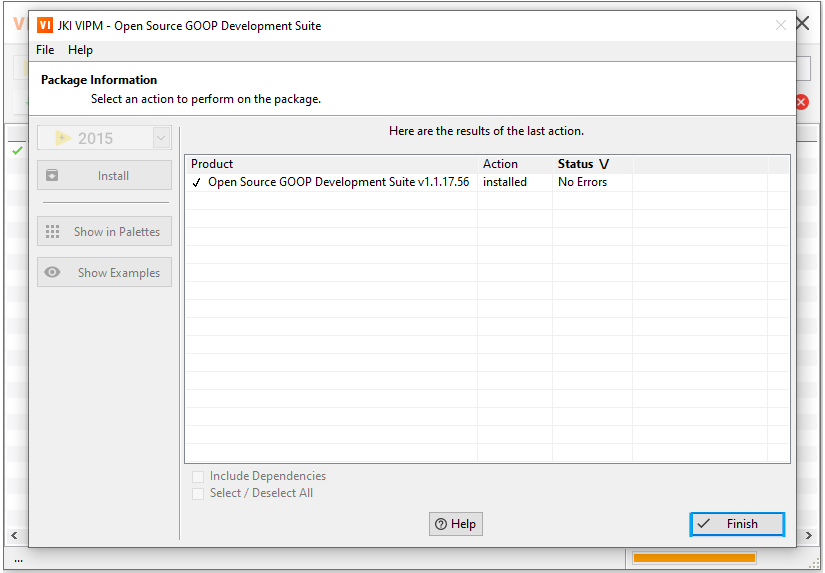 VI JKI VIPM - Open Source GOOP Development Suite
File Help
Package Information
Select an action to perform on the package.
2015
Here are the results of the last action.
Install
Show in Palettes
Show Examples
Product Action Status
Open Source GOOP Development Suite v1.1.17.56 installed No Errors
Include Dependencies
Select / Deselect All
Help Finish
...